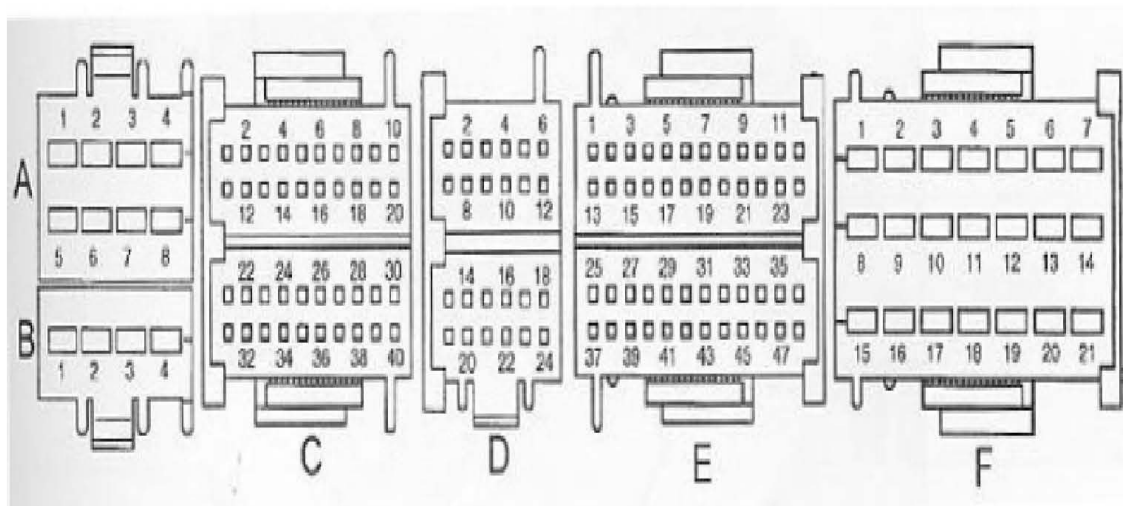 1 2 3 4
5 6 7 8
A
1 2 3 4
B
2 4 6 8 10
12 14 16 18 20
22 24 26 28 30
32 34 36 38 40
C
2 4 6
8 10 12
14 16 18
20 22 24
D
1 3 5 7 9 11
13 15 17 19 21 23
25 27 29 31 33 35
37 39 41 43 45 47
E
1 2 3 4 5 6 7
8 9 10 11 12 13 14
15 16 17 18 19 20 21
F